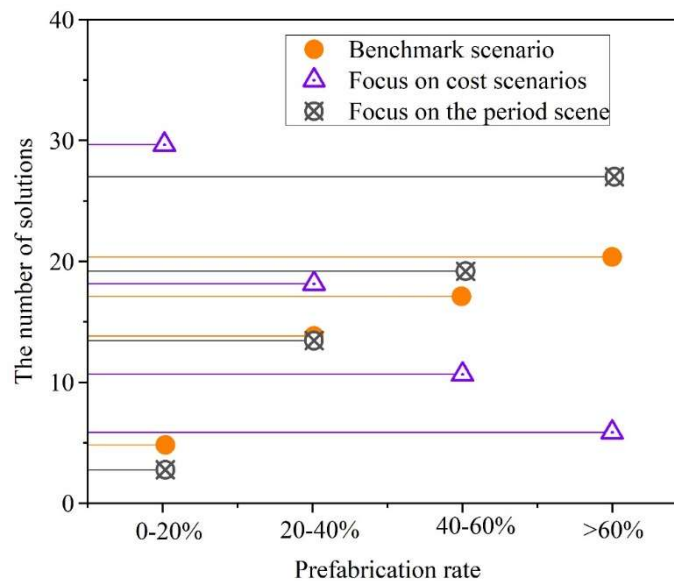 40
30
20
10
0
The number of solutions
Benchmark scenario
Focus on cost scenarios
Focus on the period scene
0-20%
20-40%
40-60%
>60%
Prefabrication rate